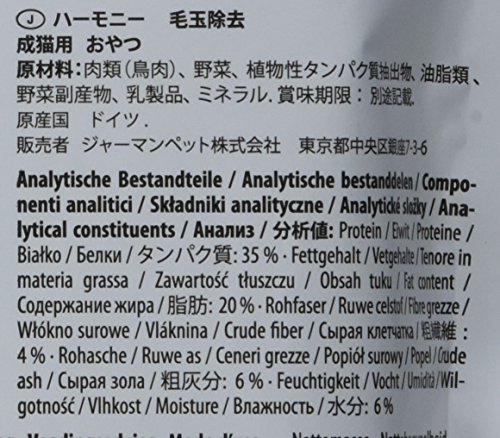 J ハーモニー　毛玉除去
成猫用 おやつ
原材料:肉類（鳥肉）、野菜、植物性タンパク質抽出物、油脂類、
野菜副産物、乳製品、ミネラル. 賞味期限：別途記載.
原産国　ドイツ .
販売者　ジャーマンペット株式会社　東京都中央区銀座7-3-6
Analytische Bestandteile / Analytische bestanddelen / Compo-
nenti analitici / Składniki analityczne / Analytické složky / Ana-
lytical constituents / Анализ / 分析値: Protein / Eiwit / Proteine /
Białko / Белки / タンパク質: 35 % · Fettgehalt / Vetgehalte / Tenore in
materia grassa / Zawartość tłuszczu / Obsah tuku / Fat content /
Содержание жира / 脂肪: 20 % · Rohfaser / Ruwe celstof / Fibre grezze /
Włókno surowe / Vláknina / Crude fiber / Сырая клетчатка / 粗繊維 :
4 % · Rohasche / Ruwe as / Ceneri grezze / Popiół surowy / Popel / Crude
ash / Сырая зола / 粗灰分: 6 % · Feuchtigkeit / Vocht / Umidità / Wil-
gotność / Vlhkost / Moisture / Влажность / 水分: 6 %